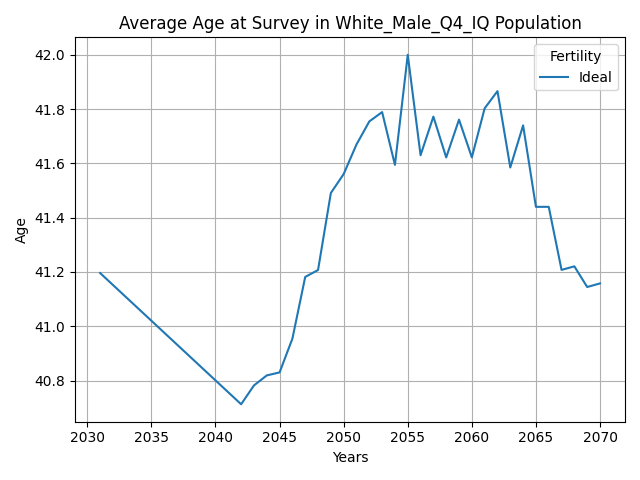 Average Age at Survey in White_Male_Q4_IQ Population
Fertility
Ideal
42.0
41.8
41.6
41.4
41.2
41.0
40.8
Age
2030 2035 2040 2045 2050 2055 2060 2065 2070
Years